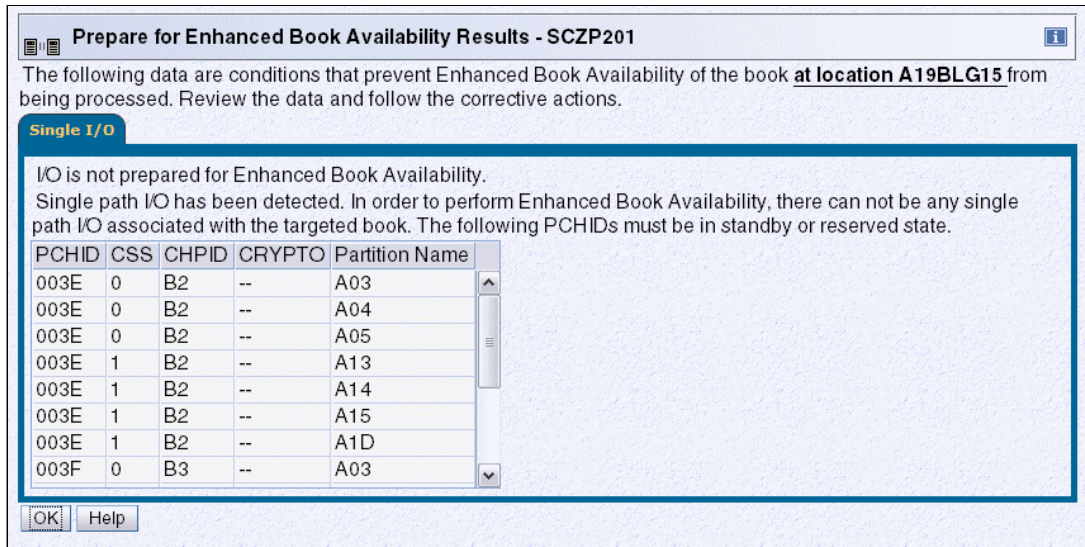 Prepare for Enhanced Book Availability Results - SCZP201
i
The following data are conditions that prevent Enhanced Book Availability of the book at location A19BLG15 from
being processed. Review the data and follow the corrective actions.
Single I/O
I/O is not prepared for Enhanced Book Availability.
Single path I/O has been detected. In order to perform Enhanced Book Availability, there can not be any single
path I/O associated with the targeted book. The following PCHIDs must be in standby or reserved state.
PCHID CSS CHPID CRYPTO Partition Name
003E 0 B2 -- A03
003E 0 B2 -- A04
003E 0 B2 -- A05
003E 1 B2 -- A13
003E 1 B2 -- A14
003E 1 B2 -- A15
003E 1 B2 -- A1D
003F 0 B3 -- A03
OK Help